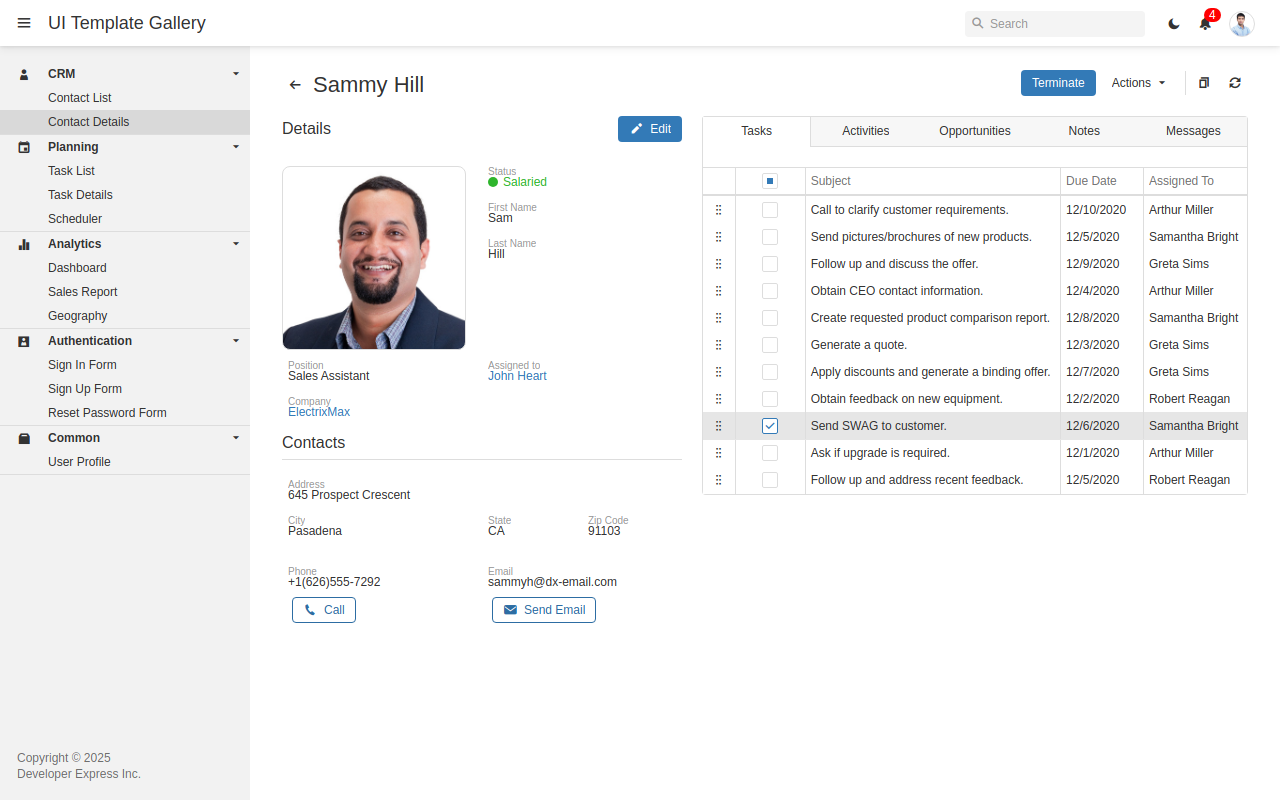 UI Template Gallery
Search
4
CRM
Contact List
Contact Details
Planning
Task List
Task Details
Scheduler
Analytics
Dashboard
Sales Report
Geography
Authentication
Sign In Form
Sign Up Form
Reset Password Form
Common
User Profile
Copyright © 2025
Developer Express Inc.
Sammy Hill
Terminate
Actions
Details
Edit
Status
Salaried
First Name
Sam
Last Name
Hill
Position
Sales Assistant
Assigned to
John Heart
Company
ElectrixMax
Contacts
Address
645 Prospect Crescent
City
Pasadena
State
CA
Zip Code
91103
Phone
+1(626)555-7292
Email
sammyh@dx-email.com
Call
Send Email
Tasks Activities Opportunities Notes Messages
Subject Due Date Assigned To
Call to clarify customer requirements. 12/10/2020 Arthur Miller
Send pictures/brochures of new products. 12/5/2020 Samantha Bright
Follow up and discuss the offer. 12/9/2020 Greta Sims
Obtain CEO contact information. 12/4/2020 Arthur Miller
Create requested product comparison report. 12/8/2020 Samantha Bright
Generate a quote. 12/3/2020 Greta Sims
Apply discounts and generate a binding offer. 12/7/2020 Greta Sims
Obtain feedback on new equipment. 12/2/2020 Robert Reagan
Send SWAG to customer. 12/6/2020 Samantha Bright
Ask if upgrade is required. 12/1/2020 Arthur Miller
Follow up and address recent feedback. 12/5/2020 Robert Reagan